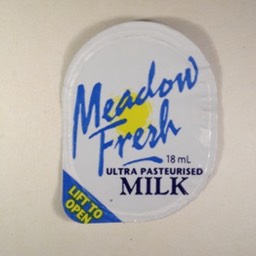 Meadow
Fresh
18 mL
ULTRA PASTEURISED
MILK
LIFT TO
OPEN